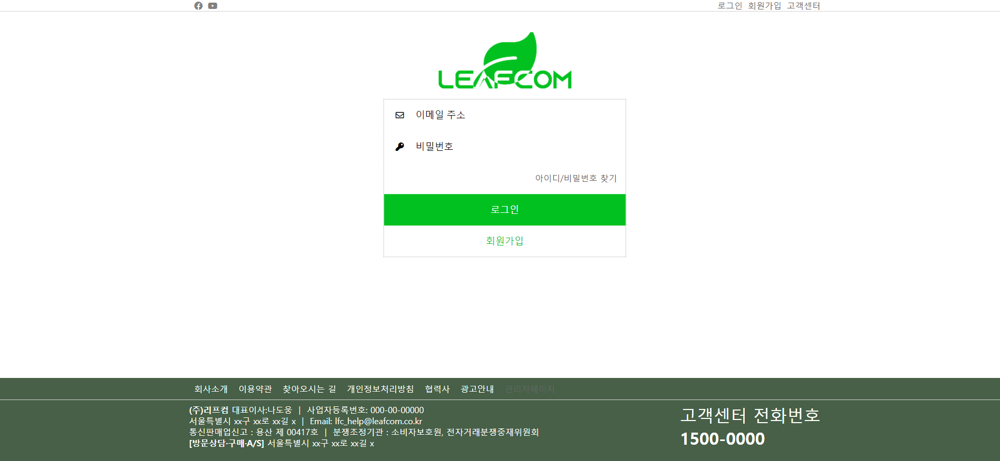 로그인 회원가입 고객센터
LEAFCOM
이메일 주소
비밀번호
아이디/비밀번호 찾기
로그인
회원가입
회사소개 이용약관 찾아오시는 길 개인정보처리방침 협력사 광고안내 관리자페이지
(주)리프컴 대표이사:나도웅 | 사업자등록번호: 000-00-00000
서울특별시 xx구 xx로 xx길 x | Email: lfc_help@leafcom.co.kr
통신판매업신고 : 용산 제 00417호 | 분쟁조정기관 : 소비자보호원, 전자거래분쟁중재위원회
[방문상담·구매·A/S] 서울특별시 xx구 xx로 xx길 x
고객센터 전화번호
1500-0000